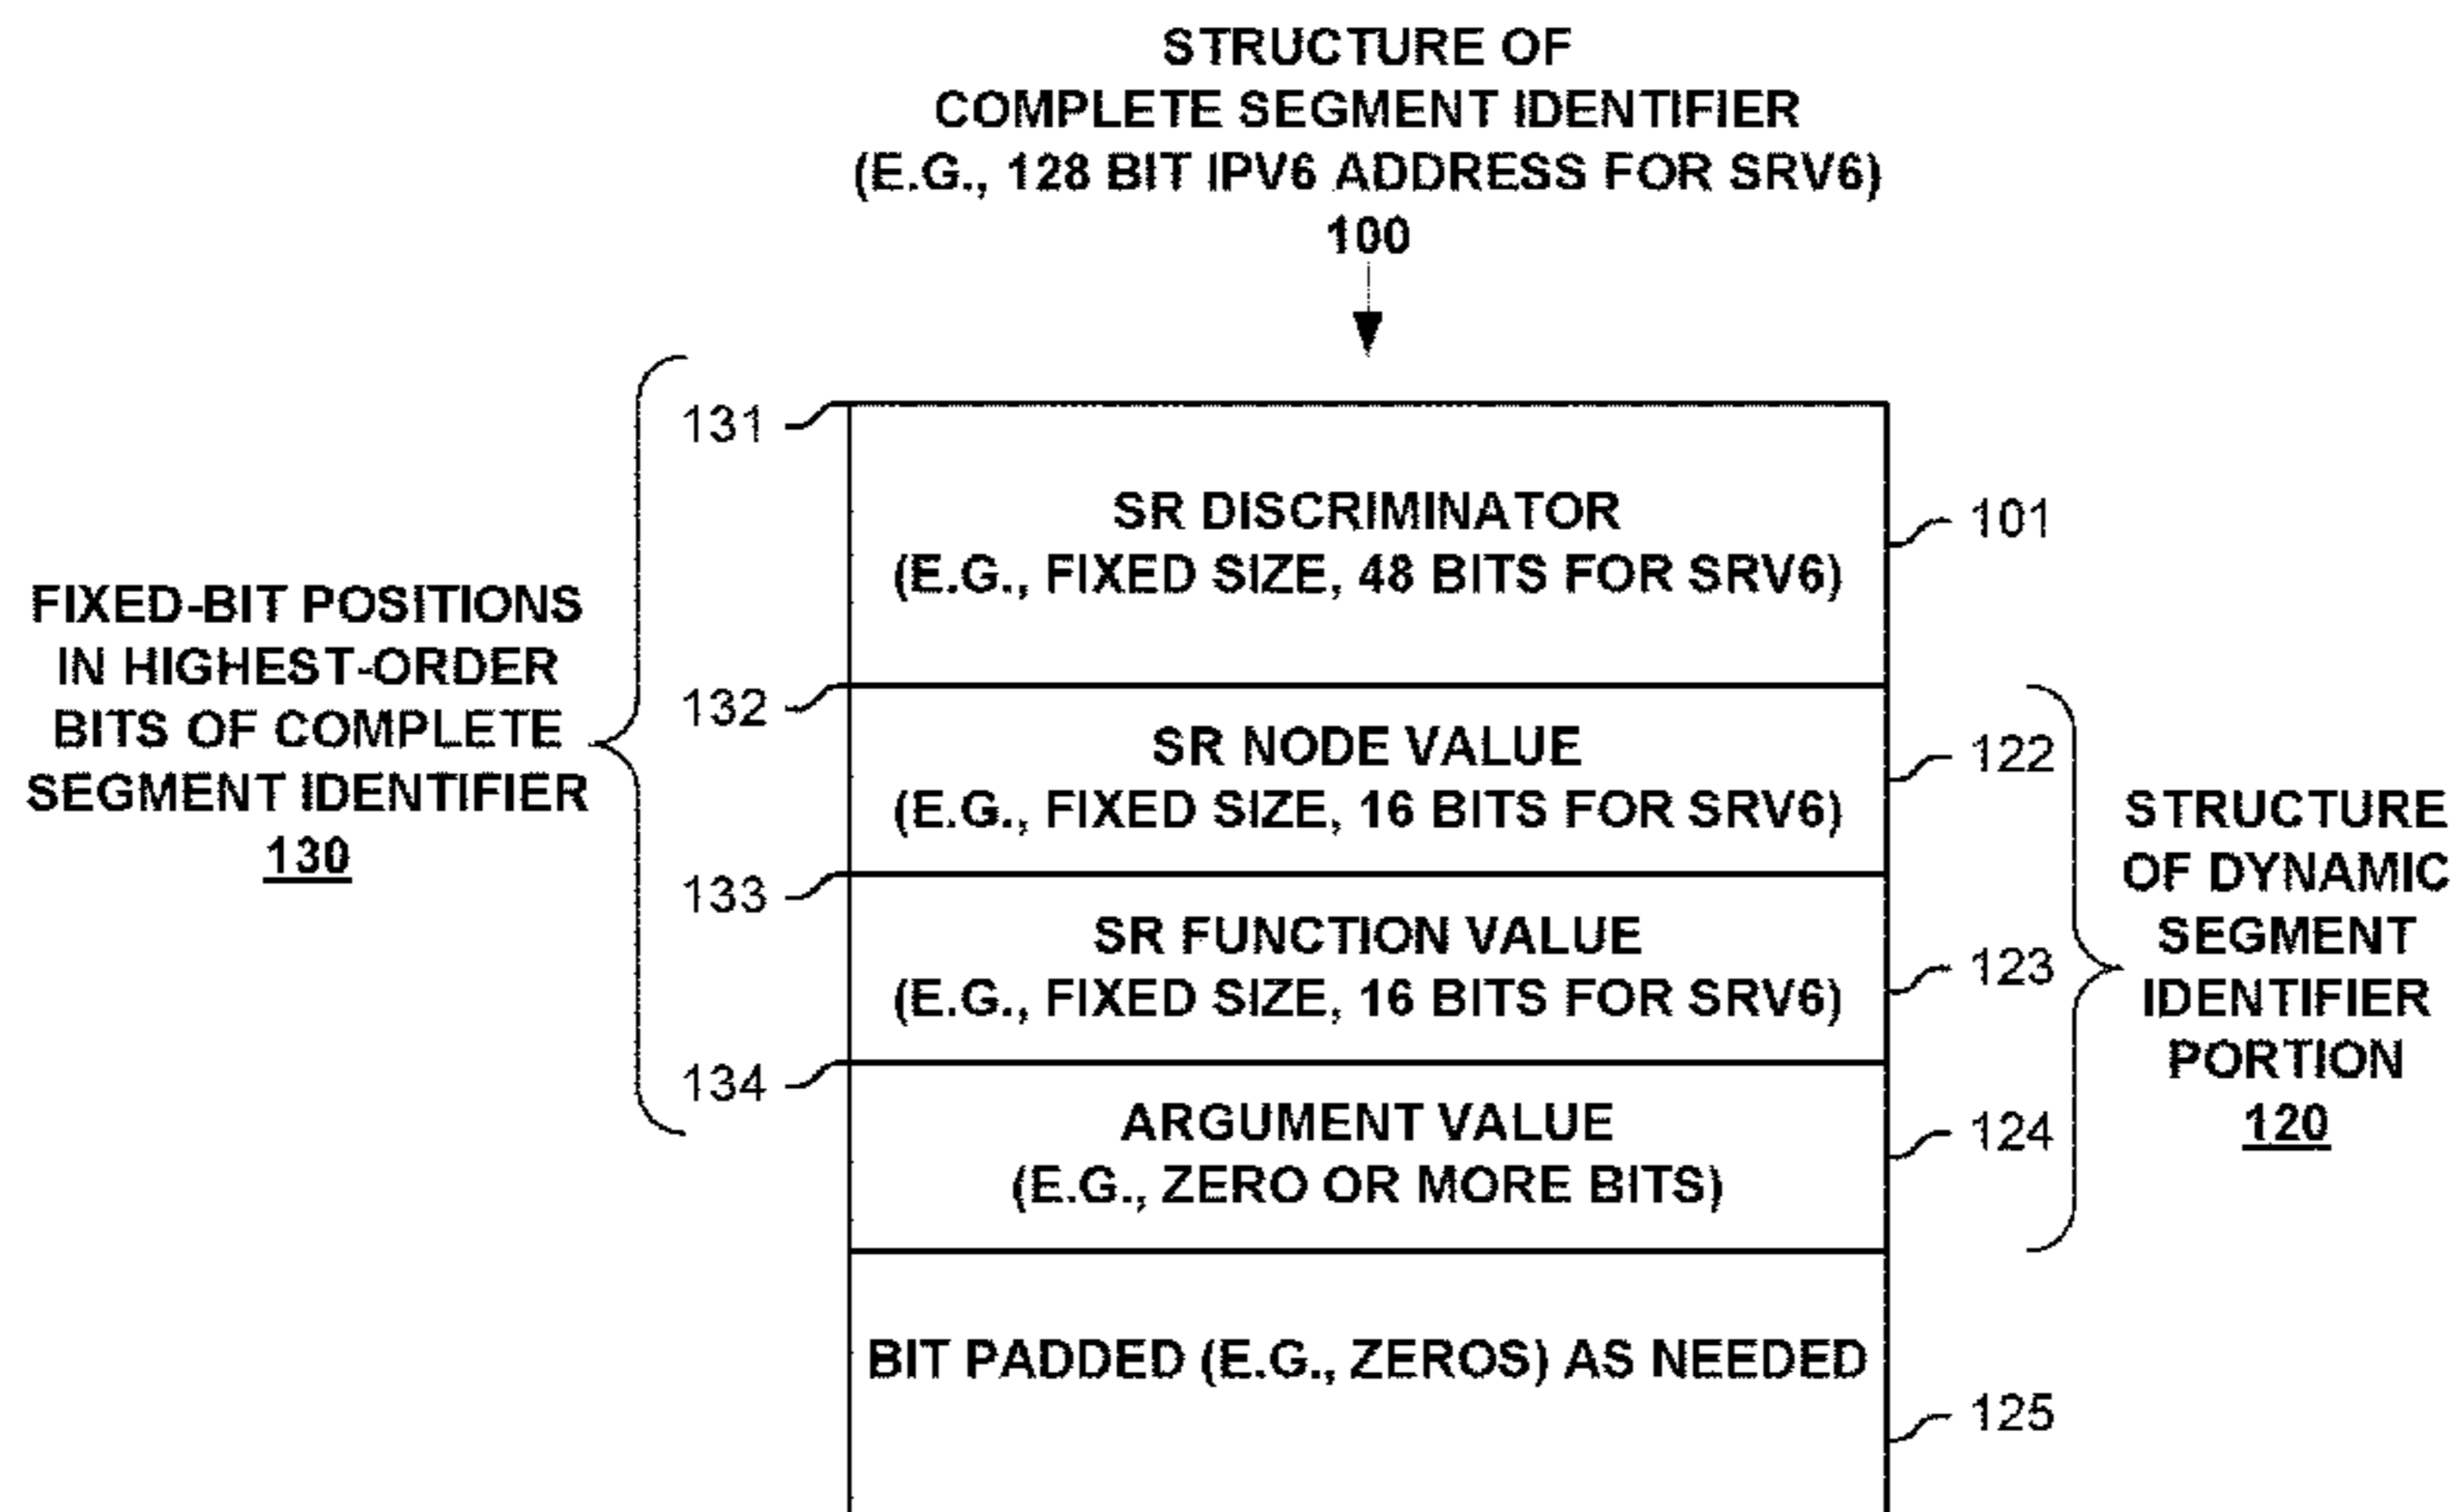 STRUCTURE OF
COMPLETE SEGMENT IDENTIFIER
(E.G., 128 BIT IPV6 ADDRESS FOR SRV6)
100
FIXED-BIT POSITIONS
IN HIGHEST-ORDER
BITS OF COMPLETE
SEGMENT IDENTIFIER
130
131
132
133
134
SR DISCRIMINATOR
(E.G., FIXED SIZE, 48 BITS FOR SRV6)
SR NODE VALUE
(E.G., FIXED SIZE, 16 BITS FOR SRV6)
SR FUNCTION VALUE
(E.G., FIXED SIZE, 16 BITS FOR SRV6)
ARGUMENT VALUE
(E.G., ZERO OR MORE BITS)
BIT PADDED (E.G., ZEROS) AS NEEDED
101
122
123
124
125
STRUCTURE
OF DYNAMIC
SEGMENT
IDENTIFIER
PORTION
120